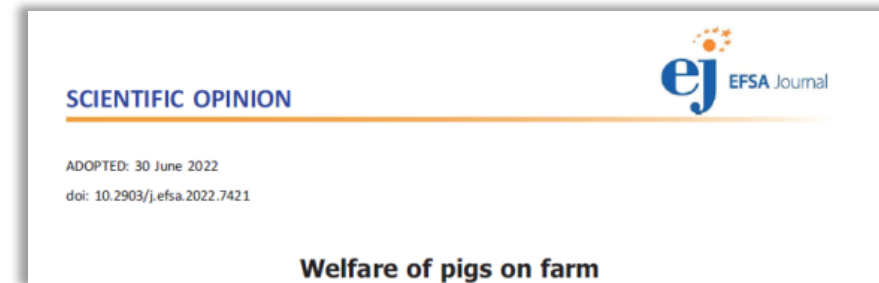 ej EFSA Journal
SCIENTIFIC OPINION
ADOPTED: 30 June 2022
doi: 10.2903/j.efsa.2022.7421
Welfare of pigs on farm